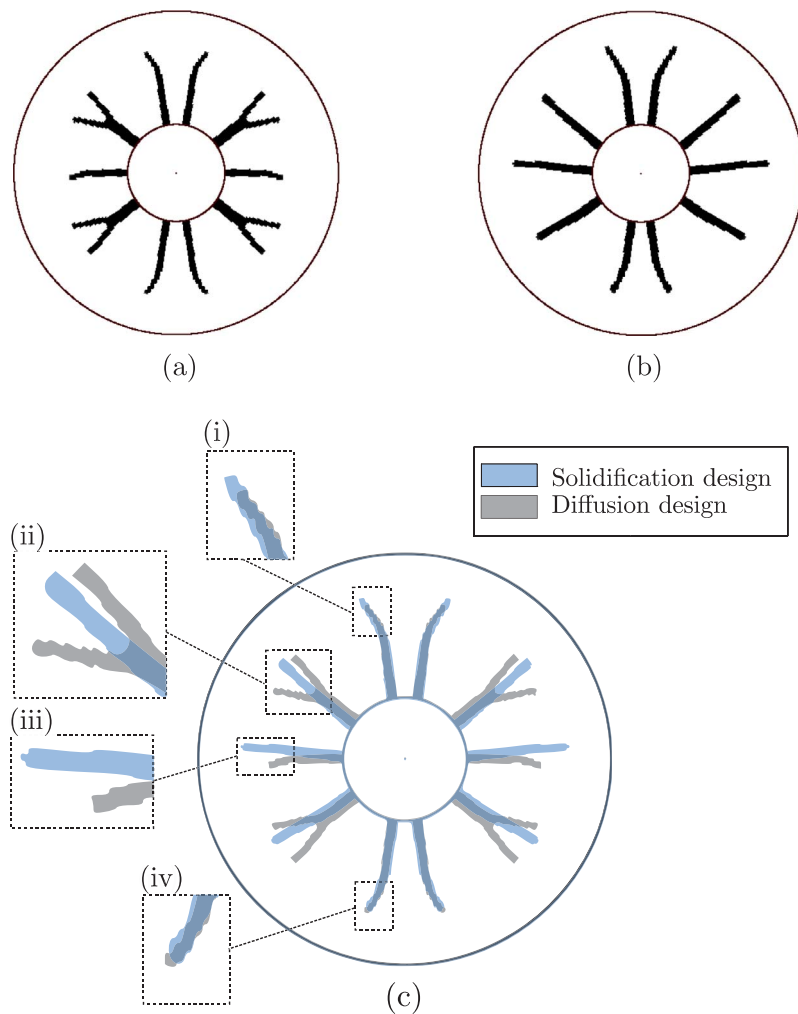 (a)
(b)
(i)
Solidification design
Diffusion design
(ii)
(iii)
(iv)
(c)